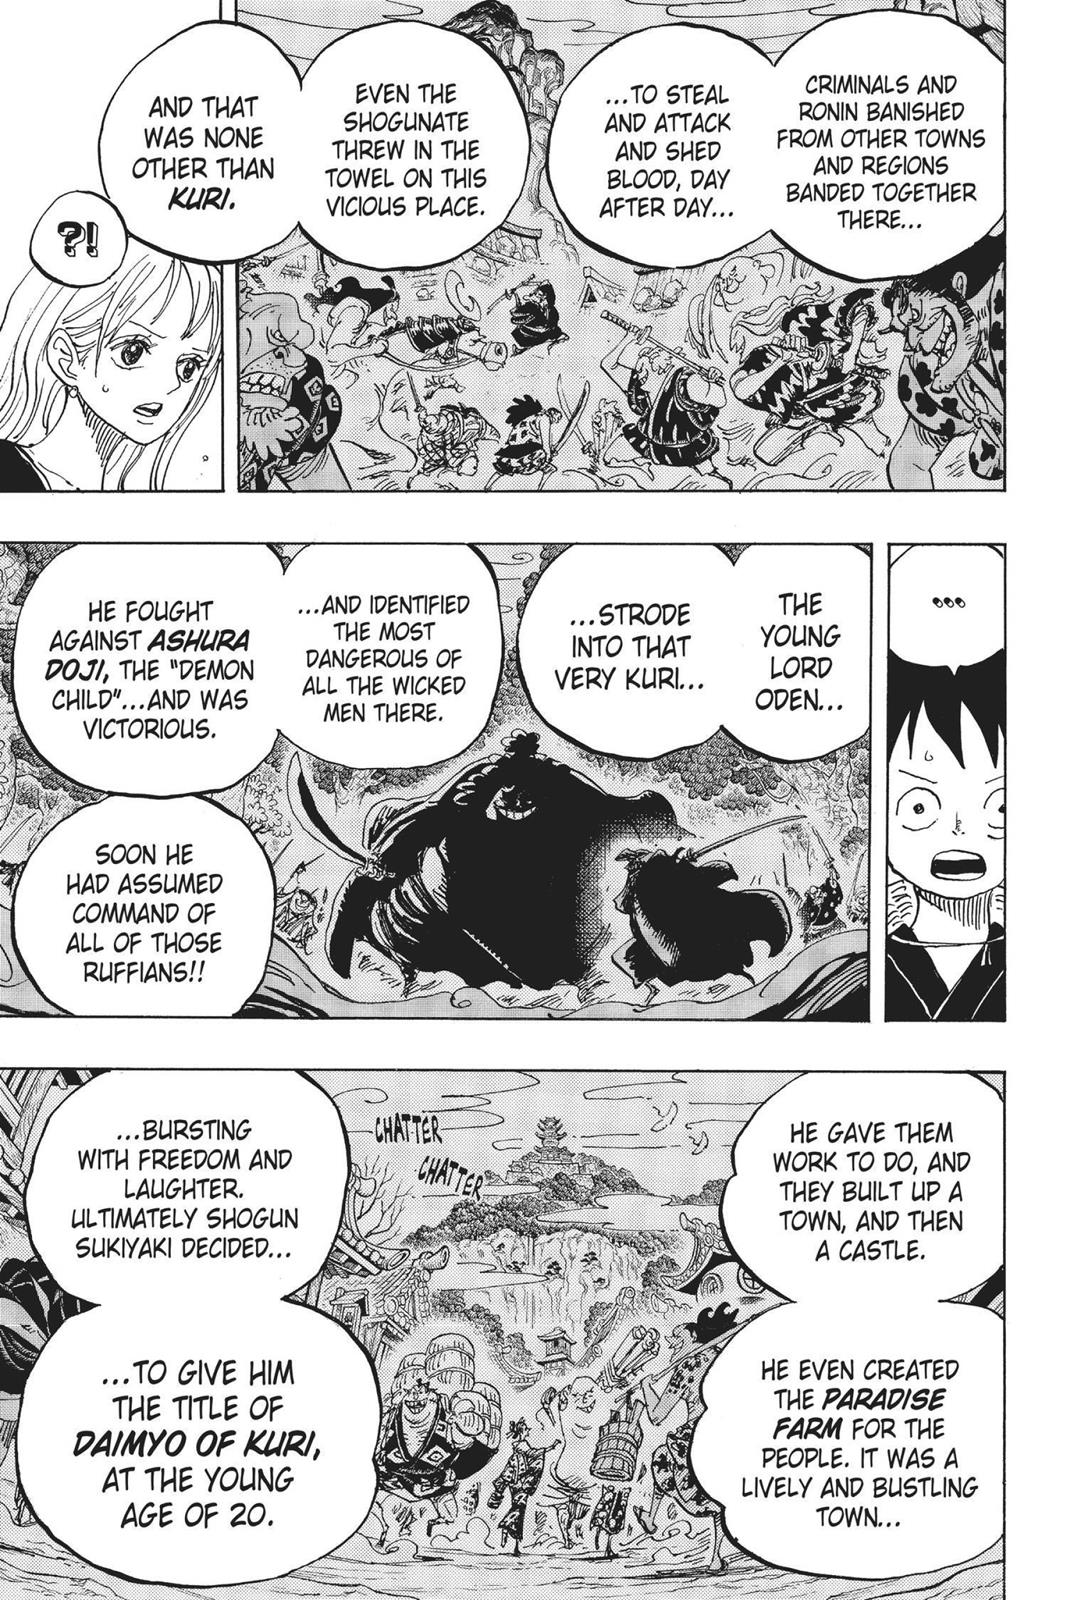 CRIMINALS AND
RONIN BANISHED
FROM OTHER TOWNS
AND REGIONS
BANDED TOGETHER
THERE...
...TO STEAL
AND ATTACK
AND SHED
BLOOD, DAY
AFTER DAY...
EVEN THE
SHOGUNATE
THREW IN THE
TOWEL ON THIS
VICIOUS PLACE.
AND THAT
WAS NONE
OTHER THAN
KURI.
?!
...
THE
YOUNG
LORD
ODEN...
...STRODE
INTO THAT
VERY KURI...
...AND IDENTIFIED
THE MOST
DANGEROUS OF
ALL THE WICKED
MEN THERE.
HE FOUGHT
AGAINST ASHURA
DOJI, THE "DEMON
CHILD"...AND WAS
VICTORIOUS.
SOON HE
HAD ASSUMED
COMMAND OF
ALL OF THOSE
RUFFIANS!!
HE GAVE THEM
WORK TO DO, AND
THEY BUILT UP A
TOWN, AND THEN
A CASTLE.
HE EVEN CREATED
THE PARADISE
FARM FOR THE
PEOPLE. IT WAS A
LIVELY AND BUSTLING
TOWN...
CHATTER
CHATTER
...BURSTING
WITH FREEDOM AND
LAUGHTER.
ULTIMATELY SHOGUN
SUKIYAKI DECIDED...
...TO GIVE HIM
THE TITLE OF
DAIMYO OF KURI,
AT THE YOUNG
AGE OF 20.